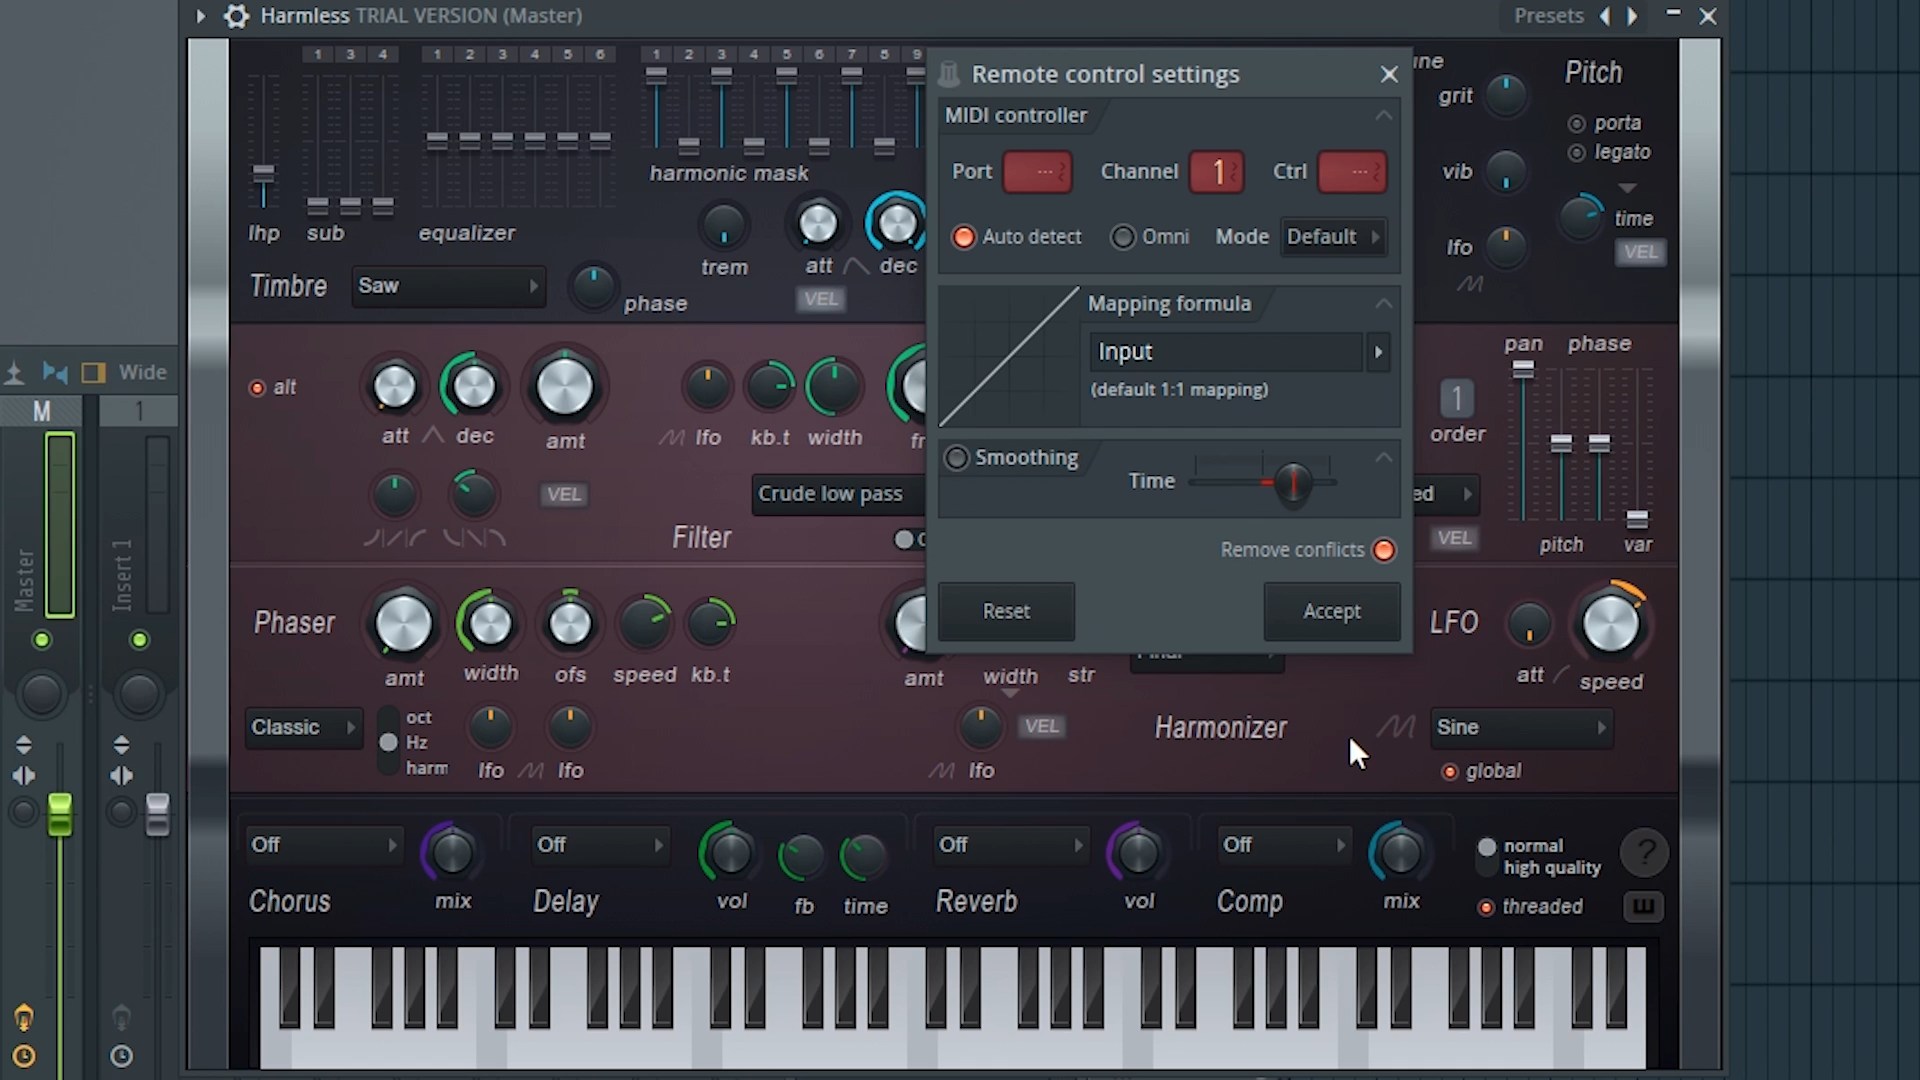 Harmless TRIAL VERSION (Master)
Presets
1 3 4
1 2 3 4 5 6
1 2 3 4 5 6 7 8 9
lhp
sub
equalizer
harmonic mask
trem
att
dec
VEL
Timbre
Saw
phase
Remote control settings
MIDI controller
Port --- Channel 1 Ctrl ---
Auto detect Omni Mode Default
Mapping formula
Input
(default 1:1 mapping)
Smoothing
Time
Remove conflicts
Reset
Accept
grit
Pitch
porta
legato
vib
time
VEL
lfo
pan phase
1
order
VEL
pitch
var
Wide
M
1
Master
Insert 1
alt
att dec amt
lfo kb.t width
VEL
Crude low pass
Filter
Phaser
amt width ofs speed kb.t
Classic
oct
Hz
harm
lfo lfo
amt width str
VEL
lfo
Harmonizer
LFO
att speed
Sine
global
Off
Chorus
mix
Off
Delay
vol fb time
Off
Reverb
vol
Off
Comp
mix
normal
high quality
threaded
?